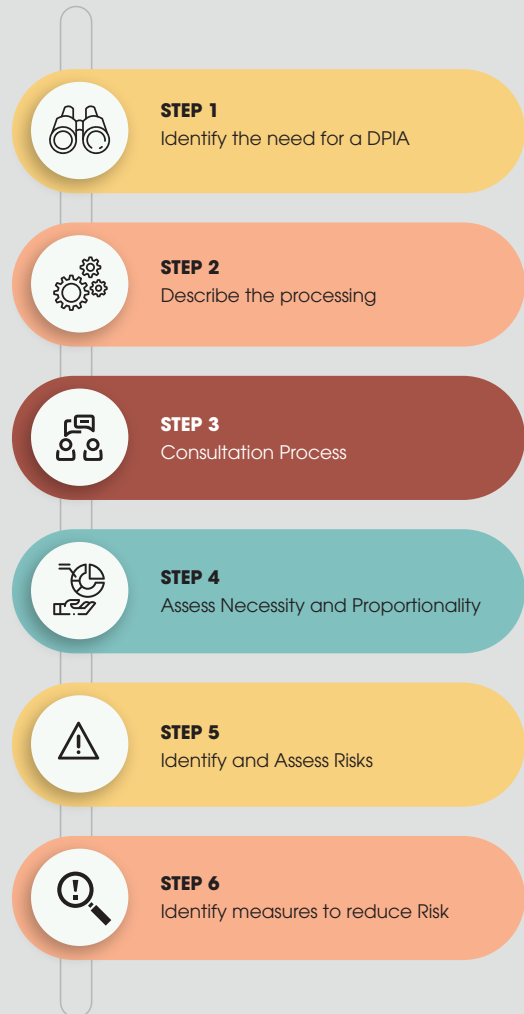 STEP 1
Identify the need for a DPIA
STEP 2
Describe the processing
STEP 3
Consultation Process
STEP 4
Assess Necessity and Proportionality
STEP 5
Identify and Assess Risks
STEP 6
Identify measures to reduce Risk